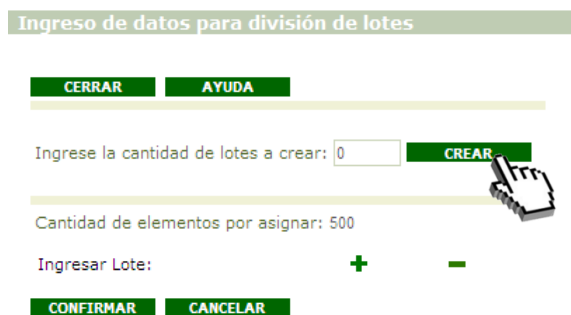 Ingreso de datos para división de lotes
CERRAR AYUDA
Ingrese la cantidad de lotes a crear: 0 CREAR
Cantidad de elementos por asignar: 500
Ingresar Lote: + -
CONFIRMAR CANCELAR